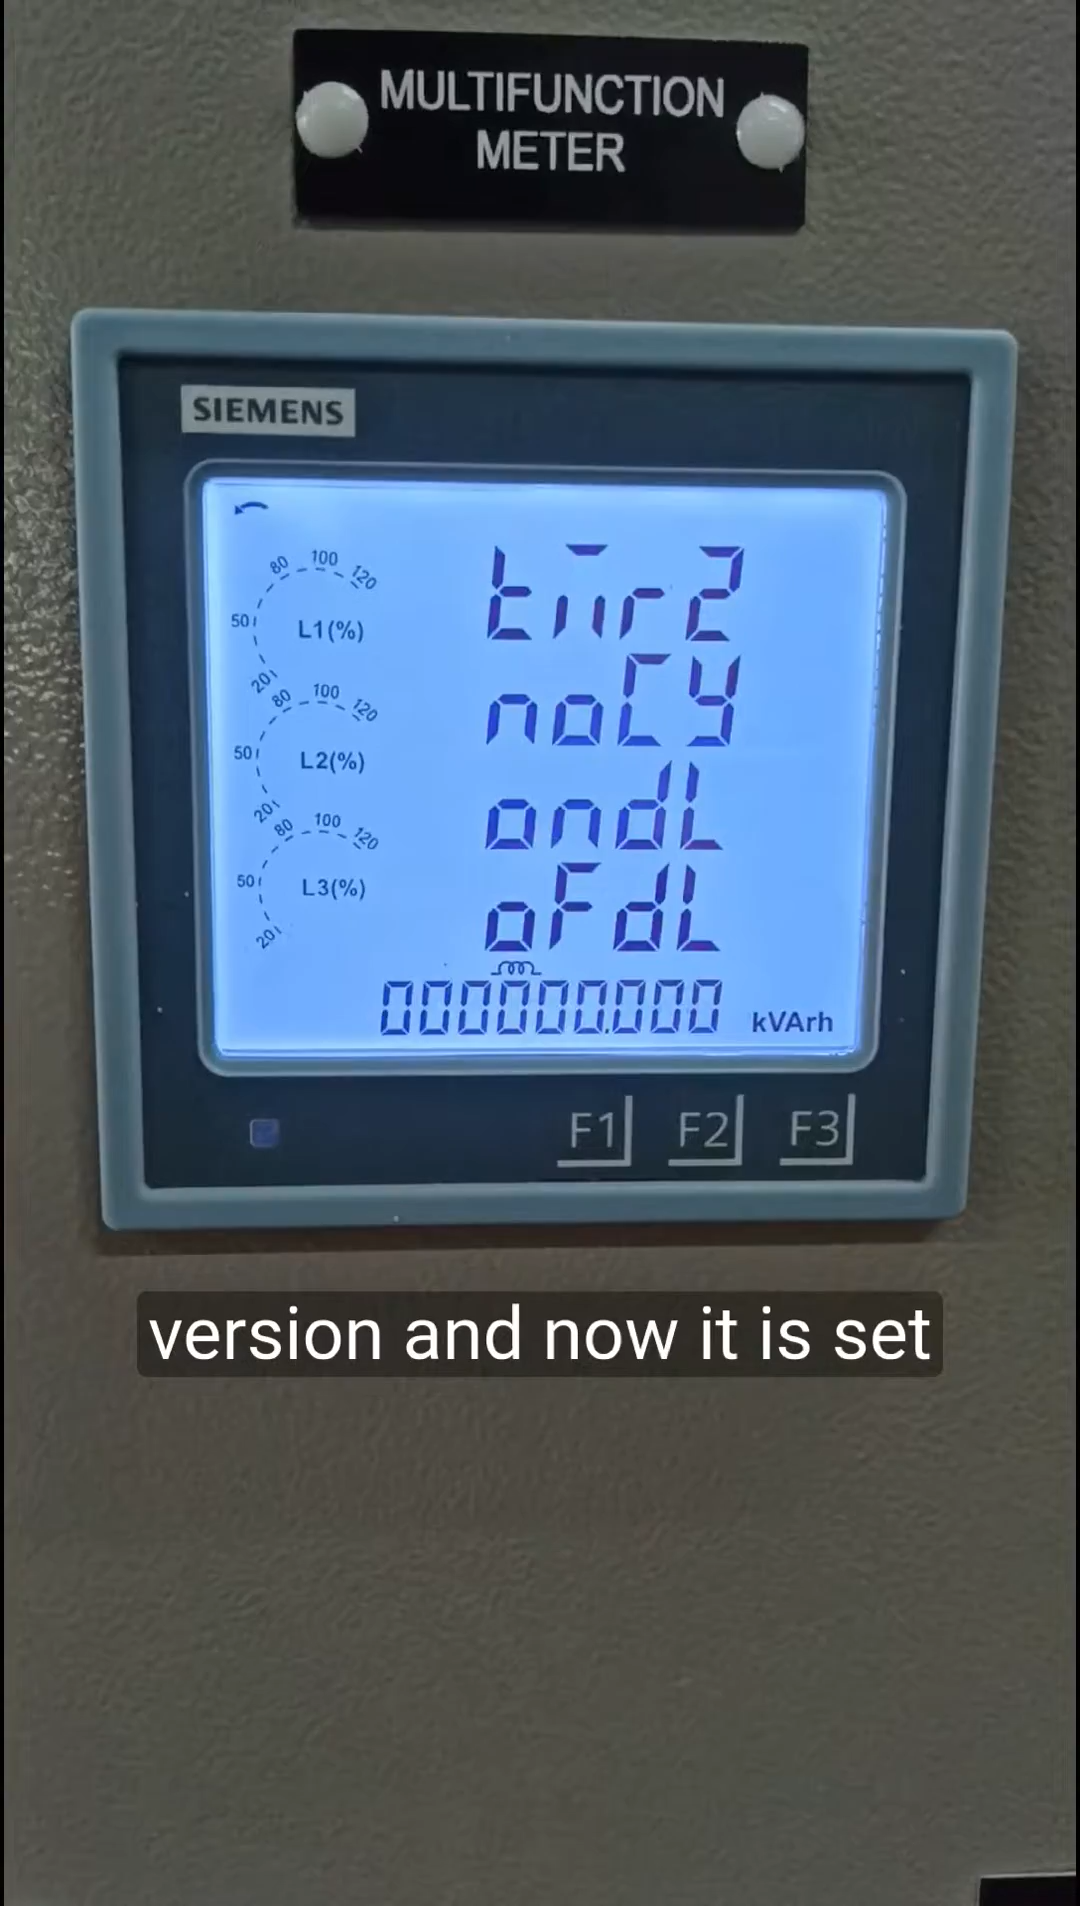 MULTIFUNCTION
METER
SIEMENS
80 100 120
50 L1(%)
20
80 100 120
50 L2(%)
20
80 100 120
50 L3(%)
20
noCY
ondL
oFdL
000000.000 kVArh
F1 F2 F3
version and now it is set